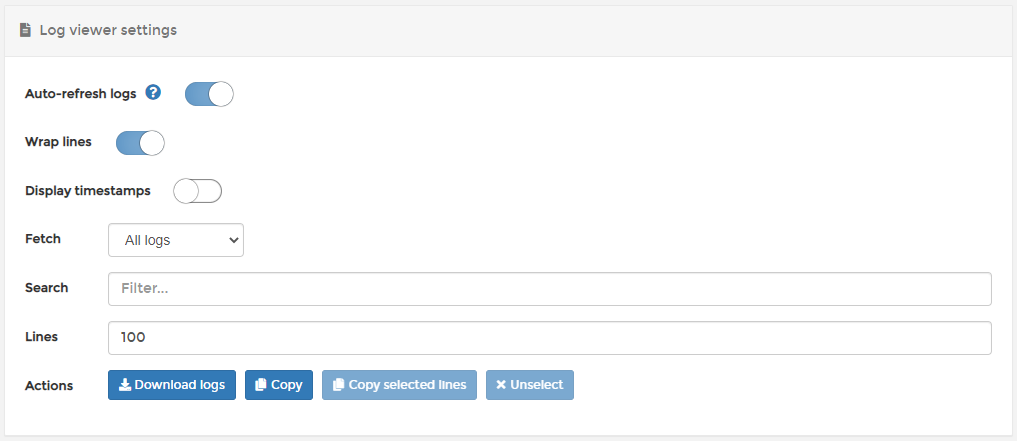 Log viewer settings
Auto-refresh logs ?
Wrap lines
Display timestamps
Fetch All logs
Search Filter...
Lines 100
Actions Download logs Copy Copy selected lines Unselect